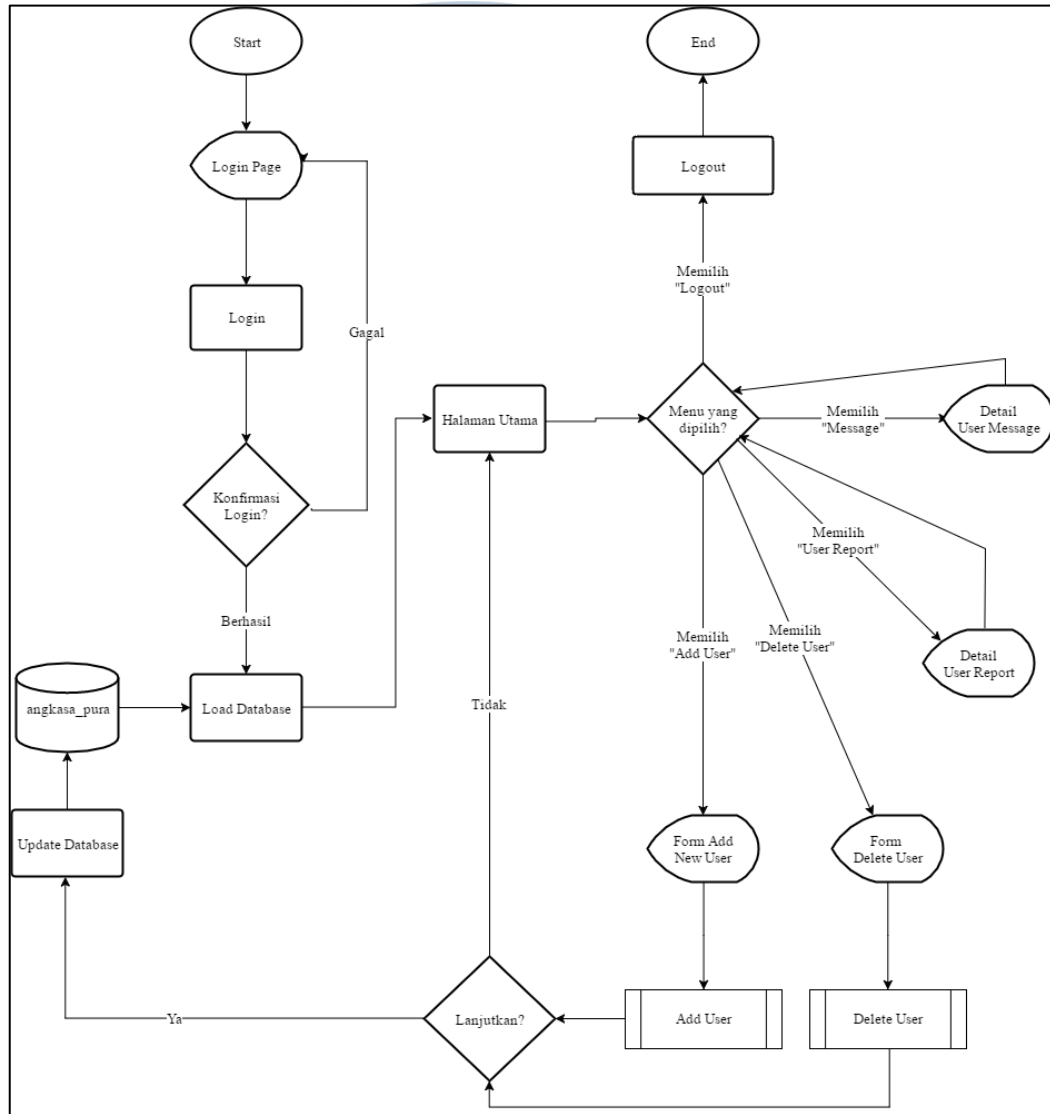 Start
End
Login Page
Logout
Memilih
"Logout"
Login
Gagal
Halaman Utama
Menu yang
dipilih?
Memilih
"Message"
Detail
User Message
Konfirmasi
Login?
Memilih
"User Report"
Berhasil
Memilih
"Add User"
Memilih
"Delete User"
Detail
User Report
angkasa_pura
Load Database
Tidak
Update Database
Form Add
New User
Form
Delete User
Ya
Lanjutkan?
Add User
Delete User